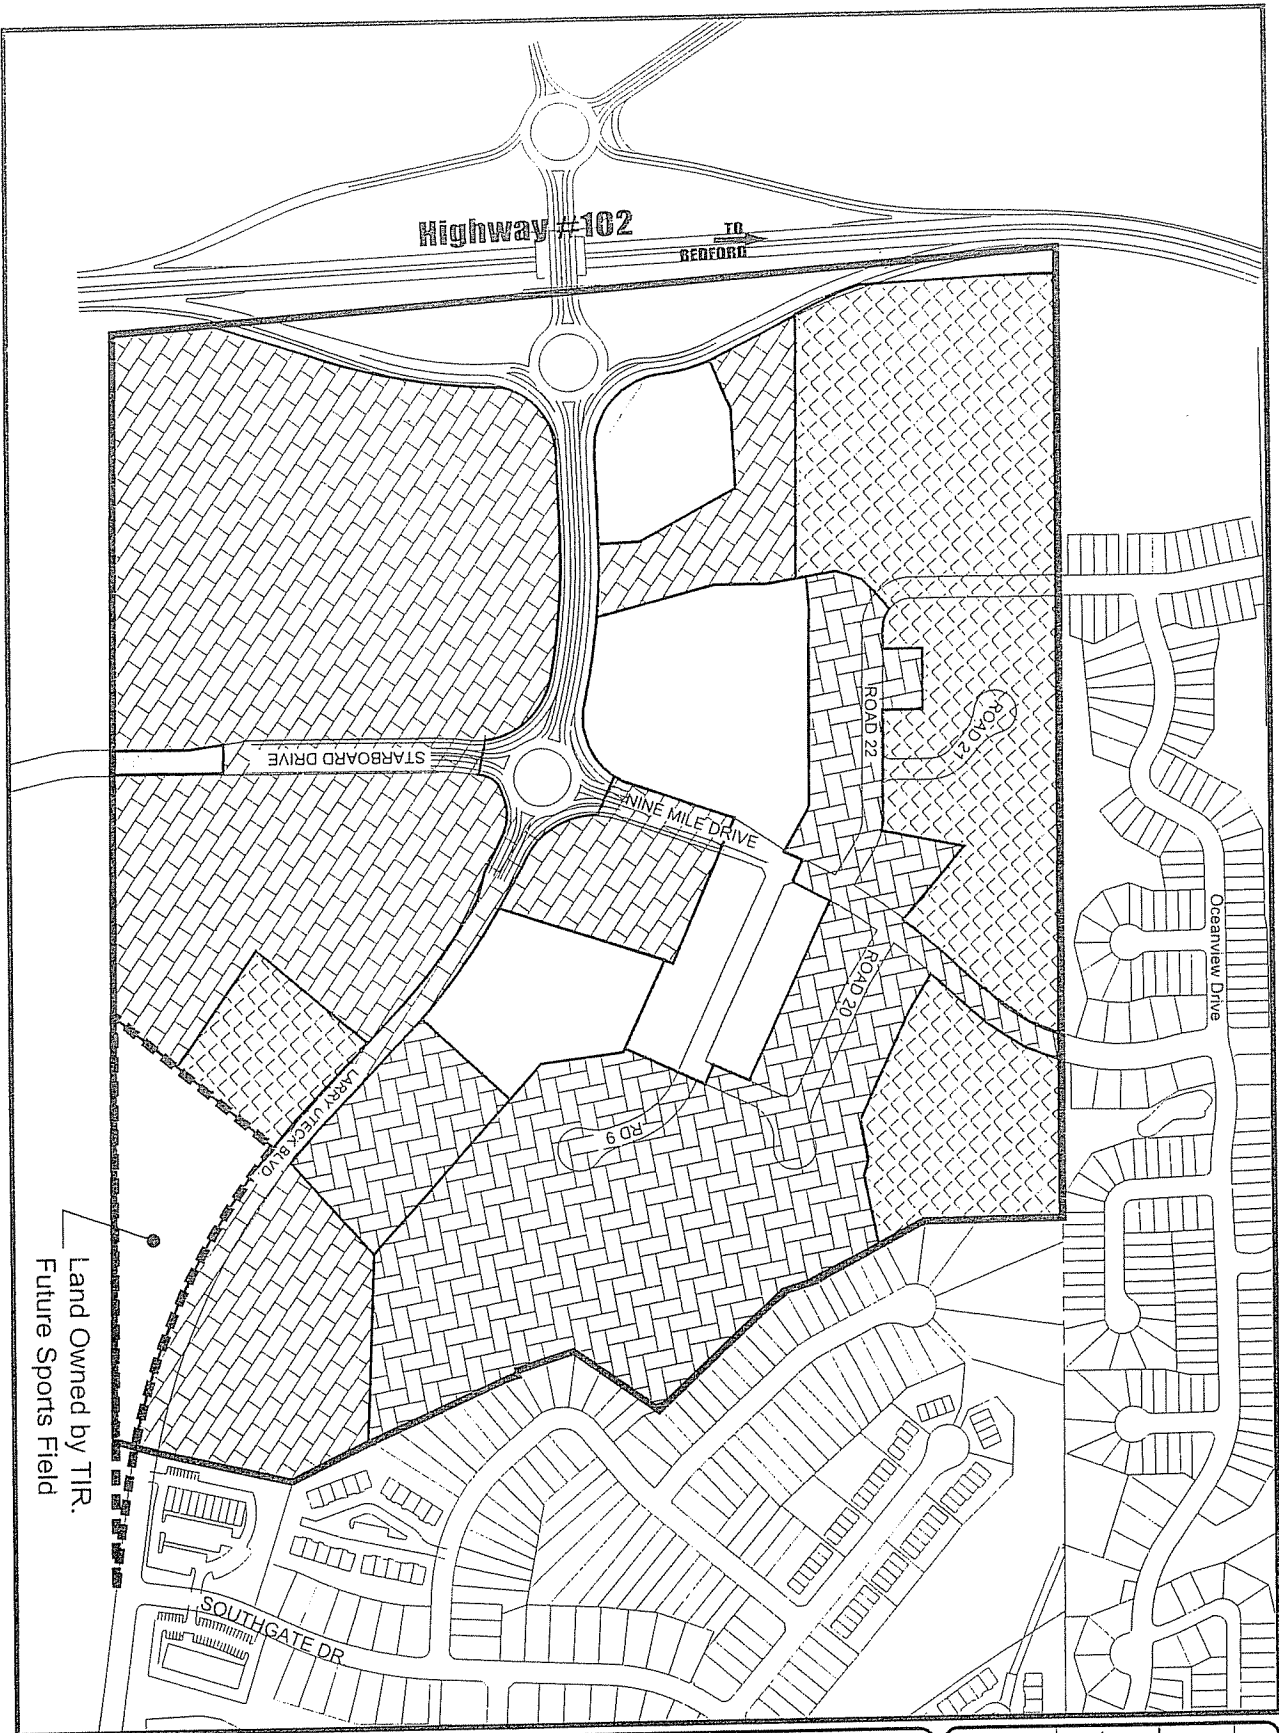 Highway #102
TO
BEDFORD
ROAD 21
ROAD 22
STARBOARD DRIVE
NINE MILE DRIVE
Oceanview Drive
ROAD 20
LARRY UTECK BLVD
RD 9
Land Owned by TIR.
Future Sports Field
SOUTHGATE DR